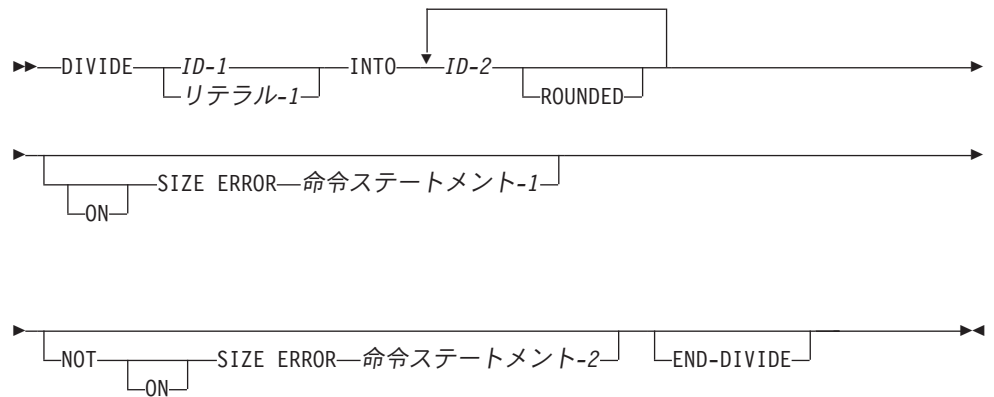 DIVIDE ID-1 INTO ID-2
リテラル-1 ROUNDED
SIZE ERROR 命令ステートメント-1
ON
NOT SIZE ERROR 命令ステートメント-2 END-DIVIDE
ON